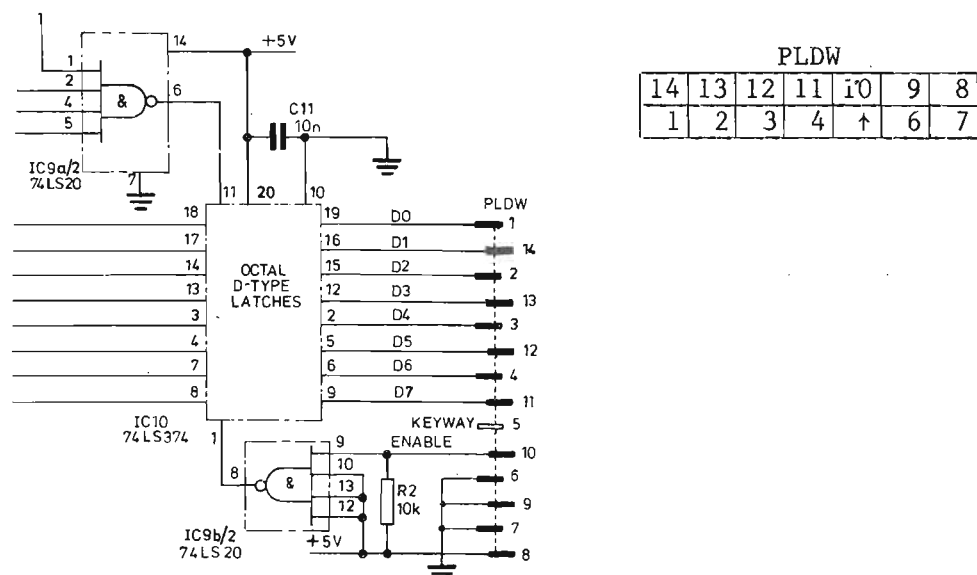 1
14
+5V
1
2
4
5
&
6
C11
10n
IC9a/2
74LS20
7
11 20 10
PLDW
18 19 D0 1
17 16 D1 14
14 15 D2 2
13 12 D3 13
3 2 D4 3
4 5 D5 12
7 6 D6 4
8 9 D7 11
OCTAL
D-TYPE
LATCHES
IC10
74LS374
1
KEYWAY 5
ENABLE
9 10
8 & 10 6
13 R2 9
12 10k 7
IC9b/2
74LS20
+5V 8
PLDW
14 13 12 11 10 9 8
1 2 3 4 ↑ 6 7